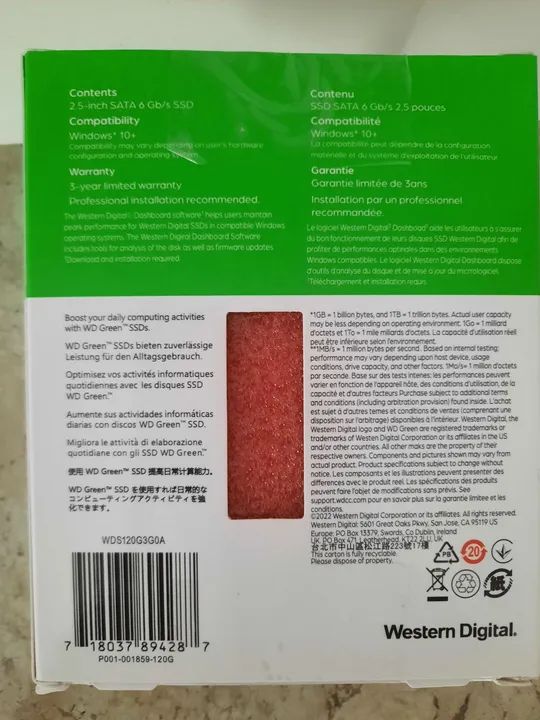 Contents
2.5-inch SATA 6 Gb/s SSD
Compatibility
Windows® 10+
Compatibility may vary depending on user's hardware
configuration and operating system.
Warranty
3-year limited warranty
Professional installation recommended.
The Western Digital® Dashboard software¹ helps users maintain
peak performance for Western Digital SSDs in compatible Windows
operating systems. The Western Digital Dashboard Software
includes tools for analysis of the disk as well as firmware updates.
¹Download and installation required.
Contenu
SSD SATA 6 Gb/s 2,5 pouces
Compatibilité
Windows® 10+
La compatibilité peut dépendre de la configuration
matérielle et du système d'exploitation de l'utilisateur.
Garantie
Garantie limitée de 3ans
Installation par un professionnel
recommandée.
Le logiciel Western Digital® Dashboard¹ aide les utilisateurs à s'assurer
du bon fonctionnement de leurs disques SSD Western Digital afin de
profiter de performances optimales dans des environnements
Windows compatibles. Le logiciel Western Digital Dashboard dispose
d'outils d'analyse du disque et de mise à jour du micrologiciel.
¹Téléchargement et installation requis.
Boost your daily computing activities
with WD Green™ SSDs.
WD Green™ SSDs bieten zuverlässige
Leistung für den Alltagsgebrauch.
Optimisez vos activités informatiques
quotidiennes avec les disques SSD
WD Green™.
Aumente sus actividades informáticas
diarias con discos WD Green™ SSD.
Migliora le attività di elaborazione
quotidiane con gli SSD WD Green™.
使用 WD Green™ SSD 提高日常計算能力。
WD Green™ SSD を使用すれば日常的な
コンピューティングアクティビティを強
化できます。
*1GB = 1 billion bytes, and 1TB = 1 trillion bytes. Actual user capacity
may be less depending on operating environment. 1Go = 1 milliard
d'octets et 1To = 1 mile milliards d'octets. La capacité d'utilisation réel
peut être inférieure selon l'environnement.
**1MB/s = 1 million bytes per second. Based on internal testing;
performance may vary depending upon host device, usage
conditions, drive capacity, and other factors. 1Mo/s = 1 million d'octets
par seconde. Base sur des tests internes: les performances peuvent
varier en fonction de l'appareil hôte, des conditions d'utilisation, de la
capacité et d'autres facteurs Purchase subject to additional terms
and conditions (including arbitration provision) found inside. L'achat
est sujet à d'autres temes et conditions de ventes (comprenant une
disposition sur l'arbitrage) disponibles à l'intérieur. Western Digital, the
Western Digital logo and WD Green are registered trademarks or
trademarks of Western Digital Corporation or its affiliates in the US
and/or other countries. All other marks are the property of their
respective owners. Components and pictures shown may vary from
actual product. Product specifications subject to change without
notice. Les composants et les illustrations peuvent présenter des
différences avec le produit réel. Les spécifications des produits
peuvent faire l'objet de modifications sans préavis. See
support.wdc.com pour en savoir plus sur la garantie limitee et les
conditions.
©2022 Western Digital Corporation or its affiliates. All rights reserved.
Western Digital: 5601 Great Oaks Pkwy, San Jose, CA 95119 US
PO Box 13379, Swords, Co Dublin, Ireland
UK PO Box 471, Leatherhead, KT22 2LU, UK
台北市中山區松江路223號17樓
This carton is fully recyclable.
Please dispose of properly.
PB
20
紙
WDS120G3G0A
7 18037 89428 7
P001-001859-120G
Western Digital.